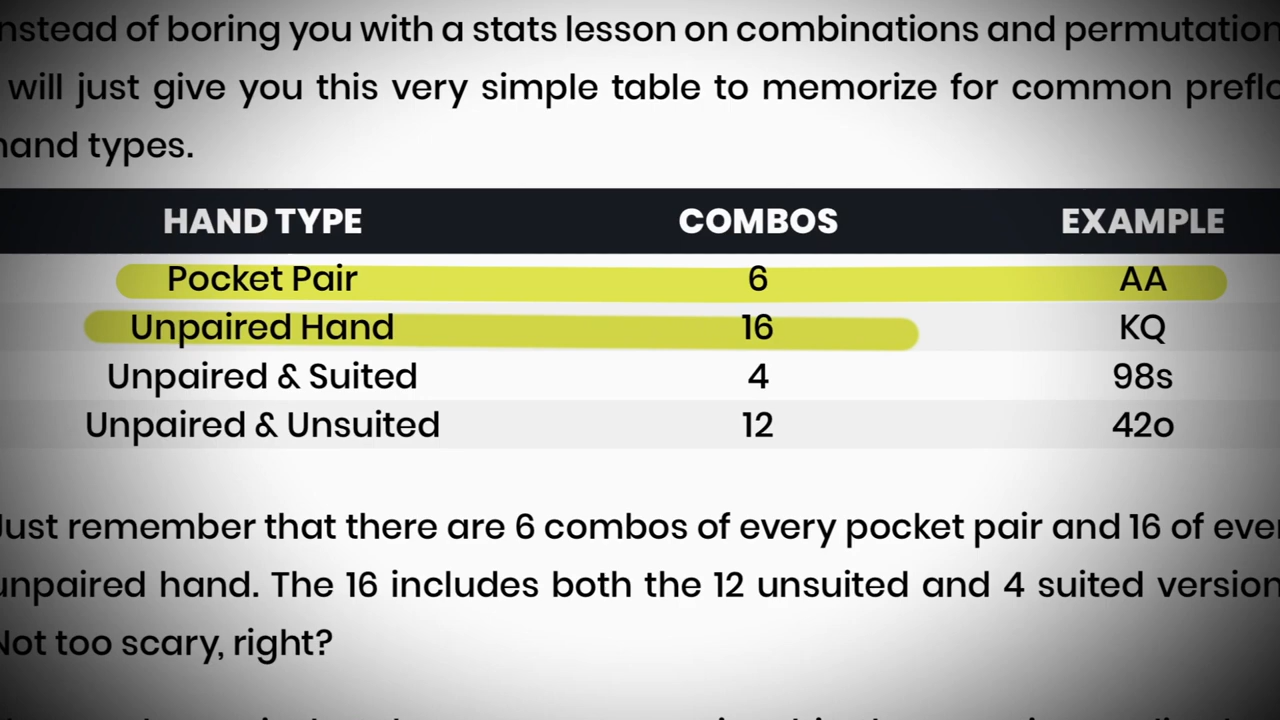 nstead of boring you with a stats lesson on combinations and permutation
will just give you this very simple table to memorize for common preflo
hand types.
HAND TYPE COMBOS EXAMPLE
Pocket Pair 6 AA
Unpaired Hand 16 KQ
Unpaired & Suited 4 98s
Unpaired & Unsuited 12 42o
Just remember that there are 6 combos of every pocket pair and 16 of ever
unpaired hand. The 16 includes both the 12 unsuited and 4 suited version
Not too scary, right?